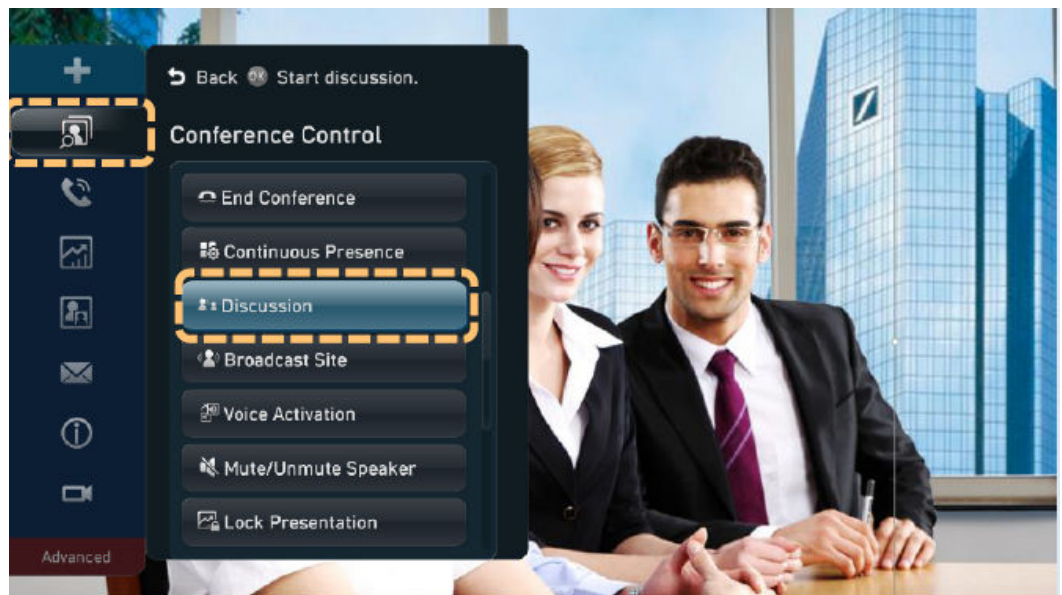 Back OK Start discussion.
Conference Control
End Conference
Continuous Presence
Discussion
Broadcast Site
Voice Activation
Mute/Unmute Speaker
Lock Presentation
Advanced